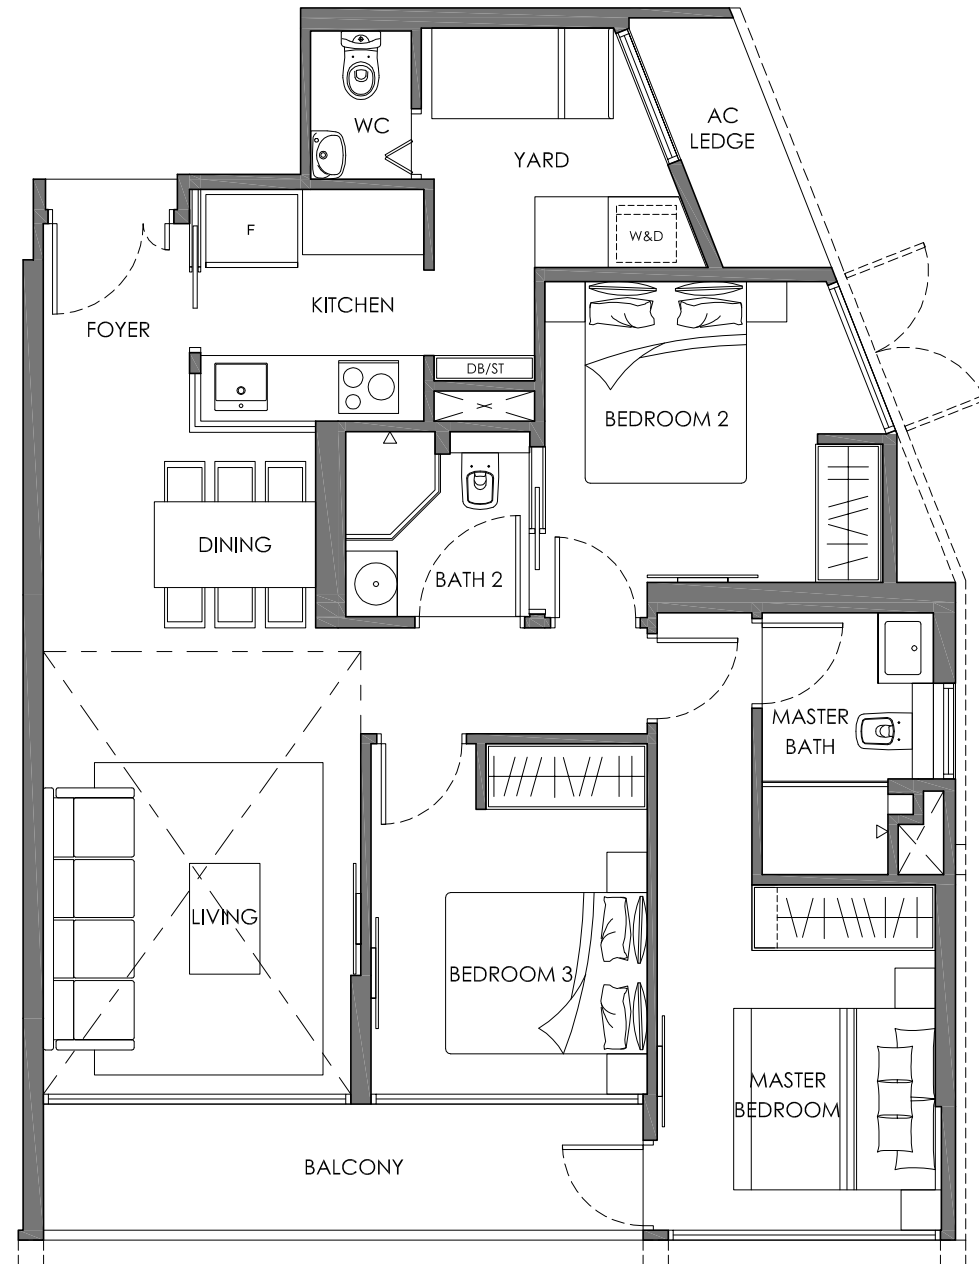 WC
AC
LEDGE
YARD
F
W&D
KITCHEN
FOYER
DB/ST
BEDROOM 2
DINING
BATH 2
MASTER
BATH
LIVING
BEDROOM 3
MASTER
BEDROOM
BALCONY